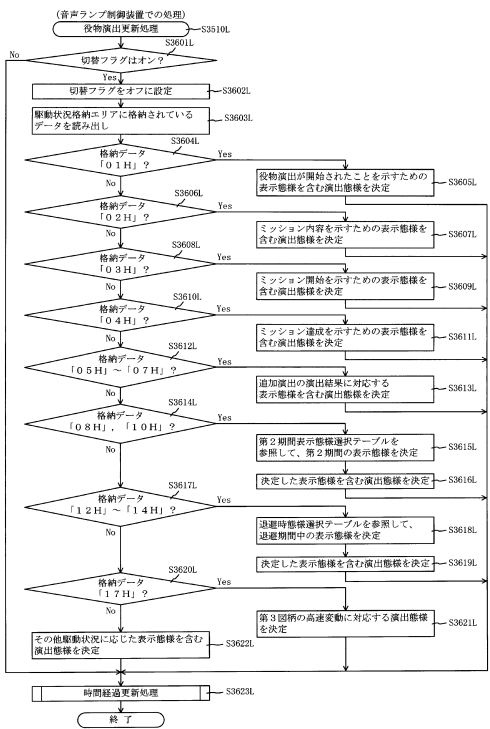 (音声ランプ制御装置での処理)
役物演出更新処理
S3510L
S3601L
No
切替フラグはオン？
Yes
切替フラグをオフに設定
S3602L
駆動状況格納エリアに格納されている
データを読み出し
S3603L
S3604L
格納データ
「０１Ｈ」？
Yes
No
役物演出が開始されたことを示すための
表示態様を含む演出態様を決定
S3605L
S3606L
格納データ
「０２Ｈ」？
Yes
No
ミッション内容を示すための表示態様を
含む演出態様を決定
S3607L
S3608L
格納データ
「０３Ｈ」？
Yes
No
ミッション開始を示すための表示態様を
含む演出態様を決定
S3609L
S3610L
格納データ
「０４Ｈ」？
Yes
No
ミッション達成を示すための表示態様を
含む演出態様を決定
S3611L
S3612L
格納データ
「０５Ｈ」～「０７Ｈ」？
Yes
No
追加演出の演出結果に対応する
表示態様を含む演出態様を決定
S3613L
S3614L
格納データ
「０８Ｈ」，「１０Ｈ」？
Yes
No
第２期間表示態様選択テーブルを
参照して、第２期間の表示態様を決定
S3615L
決定した表示態様を含む演出態様を決定
S3616L
S3617L
格納データ
「１２Ｈ」～「１４Ｈ」？
Yes
No
退避時態様選択テーブルを参照して、
退避期間中の表示態様を決定
S3618L
決定した表示態様を含む演出態様を決定
S3619L
S3620L
格納データ
「１７Ｈ」？
Yes
No
第３図柄の高速変動に対応する演出態様
を決定
S3621L
その他駆動状況に応じた表示態様を含む
演出態様を決定
S3622L
時間経過更新処理
S3623L
終了